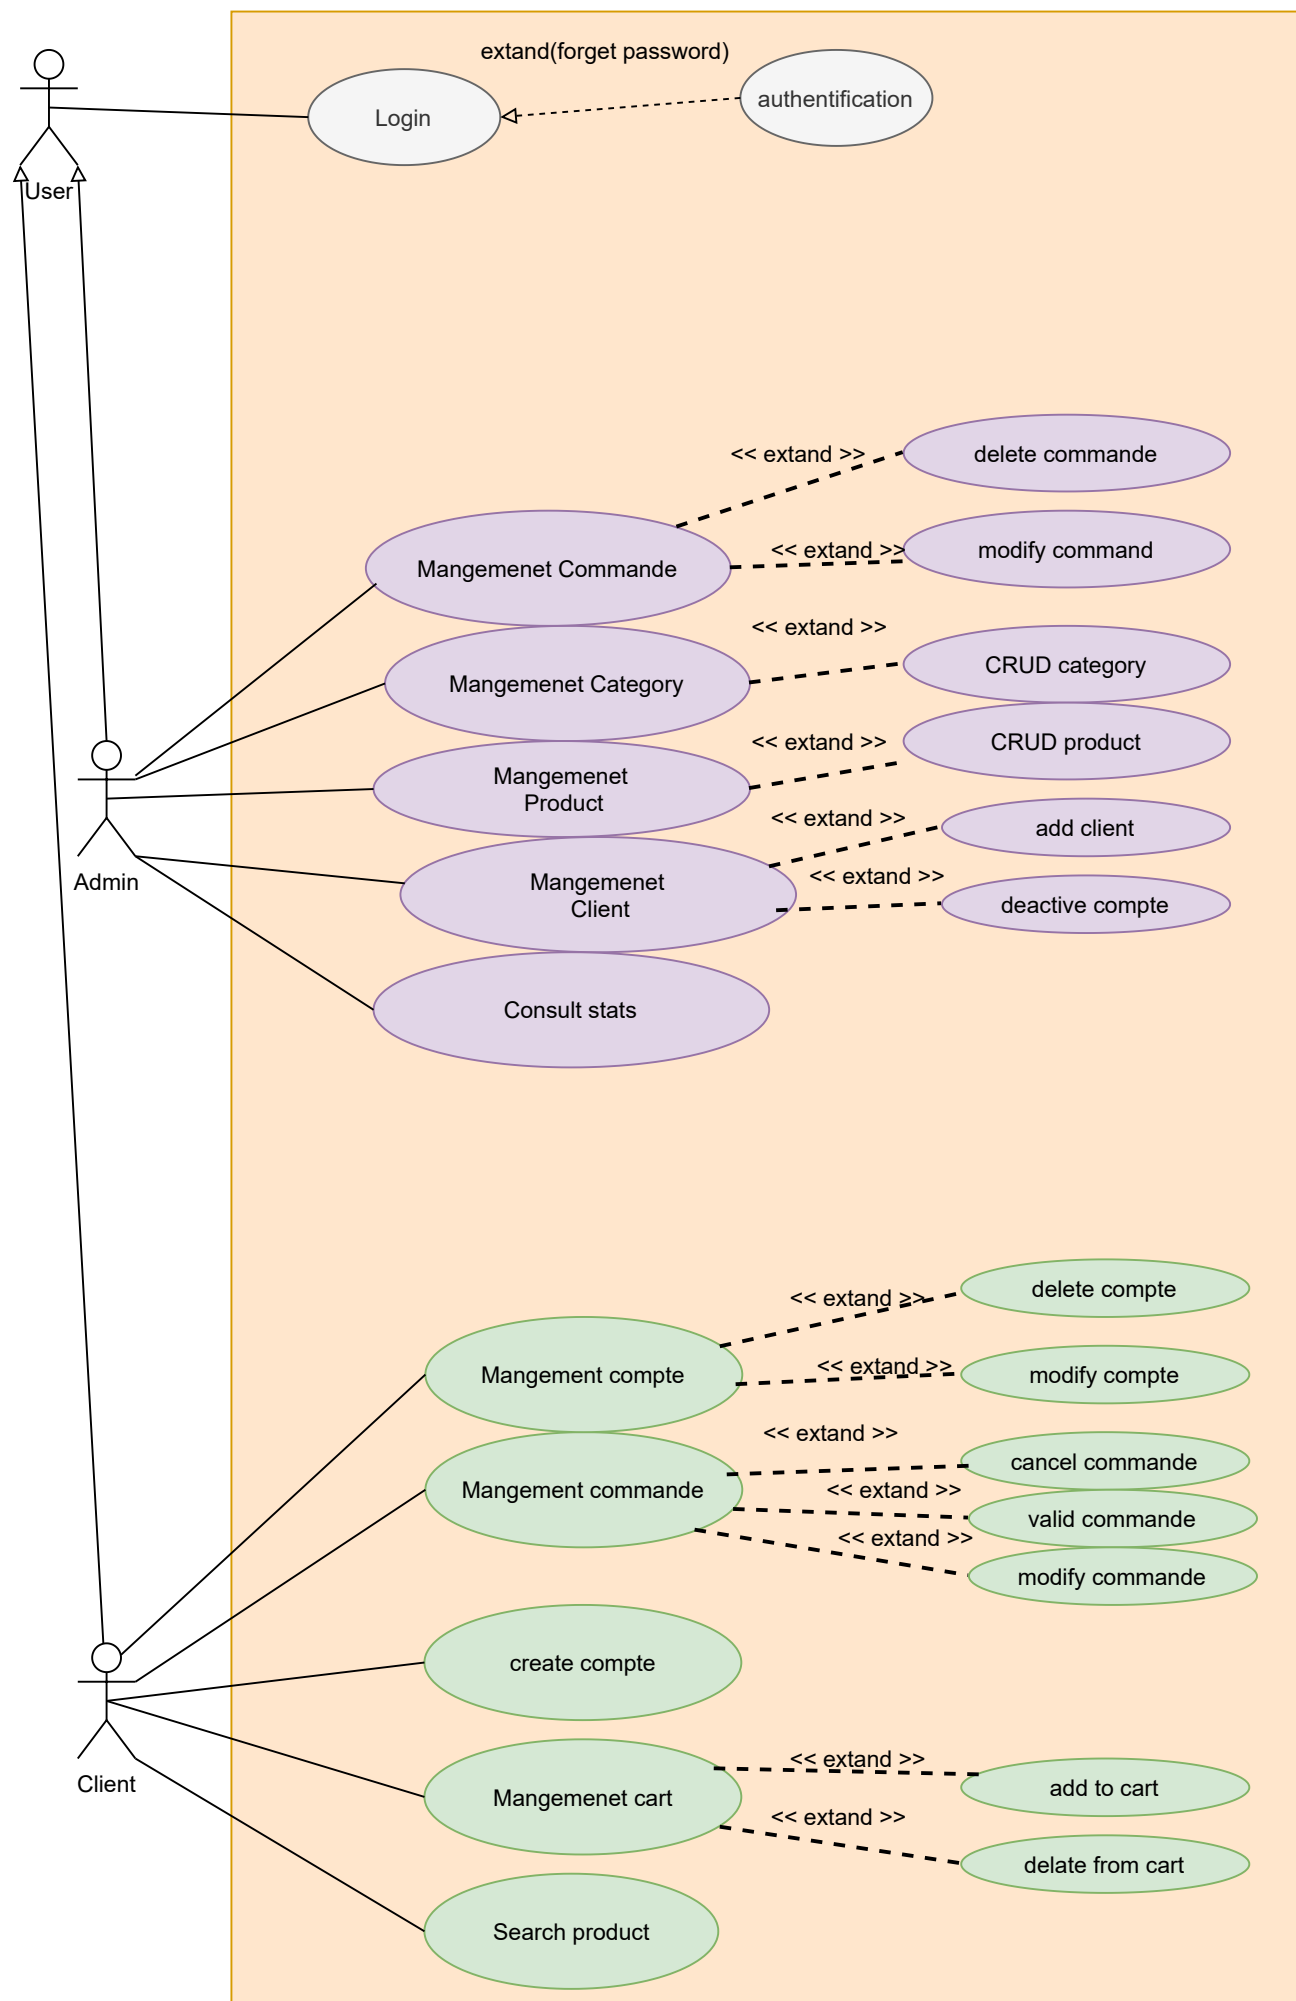 extand(forget password)
Login
authentification
User
<< extand >>
delete commande
<< extand >>
modify command
Mangemenet Commande
<< extand >>
CRUD category
Mangemenet Category
<< extand >>
CRUD product
Mangemenet
Product
<< extand >>
add client
Admin
Mangemenet
Client
<< extand >>
deactive compte
Consult stats
<< extand >>
delete compte
<< extand >>
modify compte
Mangement compte
<< extand >>
cancel commande
Mangement commande
<< extand >>
valid commande
<< extand >>
modify commande
create compte
Client
<< extand >>
add to cart
Mangemenet cart
<< extand >>
delate from cart
Search product